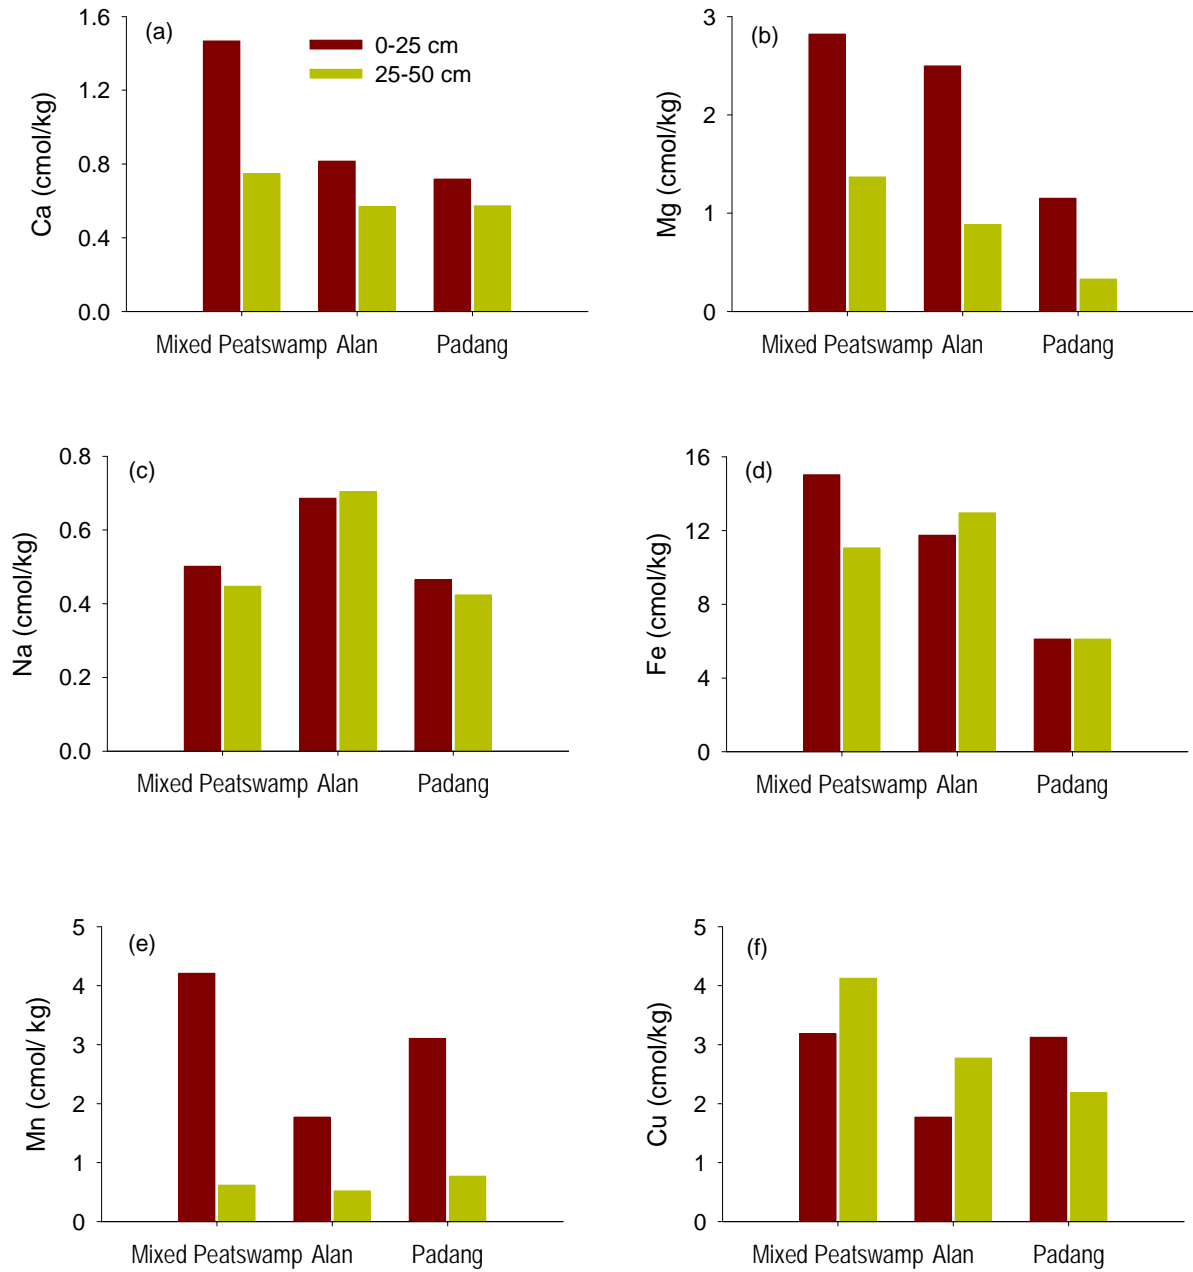 (a)
0-25 cm
25-50 cm
Ca (cmol/kg)
1.6
1.2
0.8
0.4
0.0
Mixed Peatswamp Alan Padang
(b)
Mg (cmol/kg)
3
2
1
0
Mixed Peatswamp Alan Padang
(c)
Na (cmol/kg)
0.8
0.6
0.4
0.2
0.0
Mixed Peatswamp Alan Padang
(d)
Fe (cmol/kg)
16
12
8
4
0
Mixed Peatswamp Alan Padang
(e)
Mn (cmol/ kg)
5
4
3
2
1
0
Mixed Peatswamp Alan Padang
(f)
Cu (cmol/kg)
5
4
3
2
1
0
Mixed Peatswamp Alan Padang